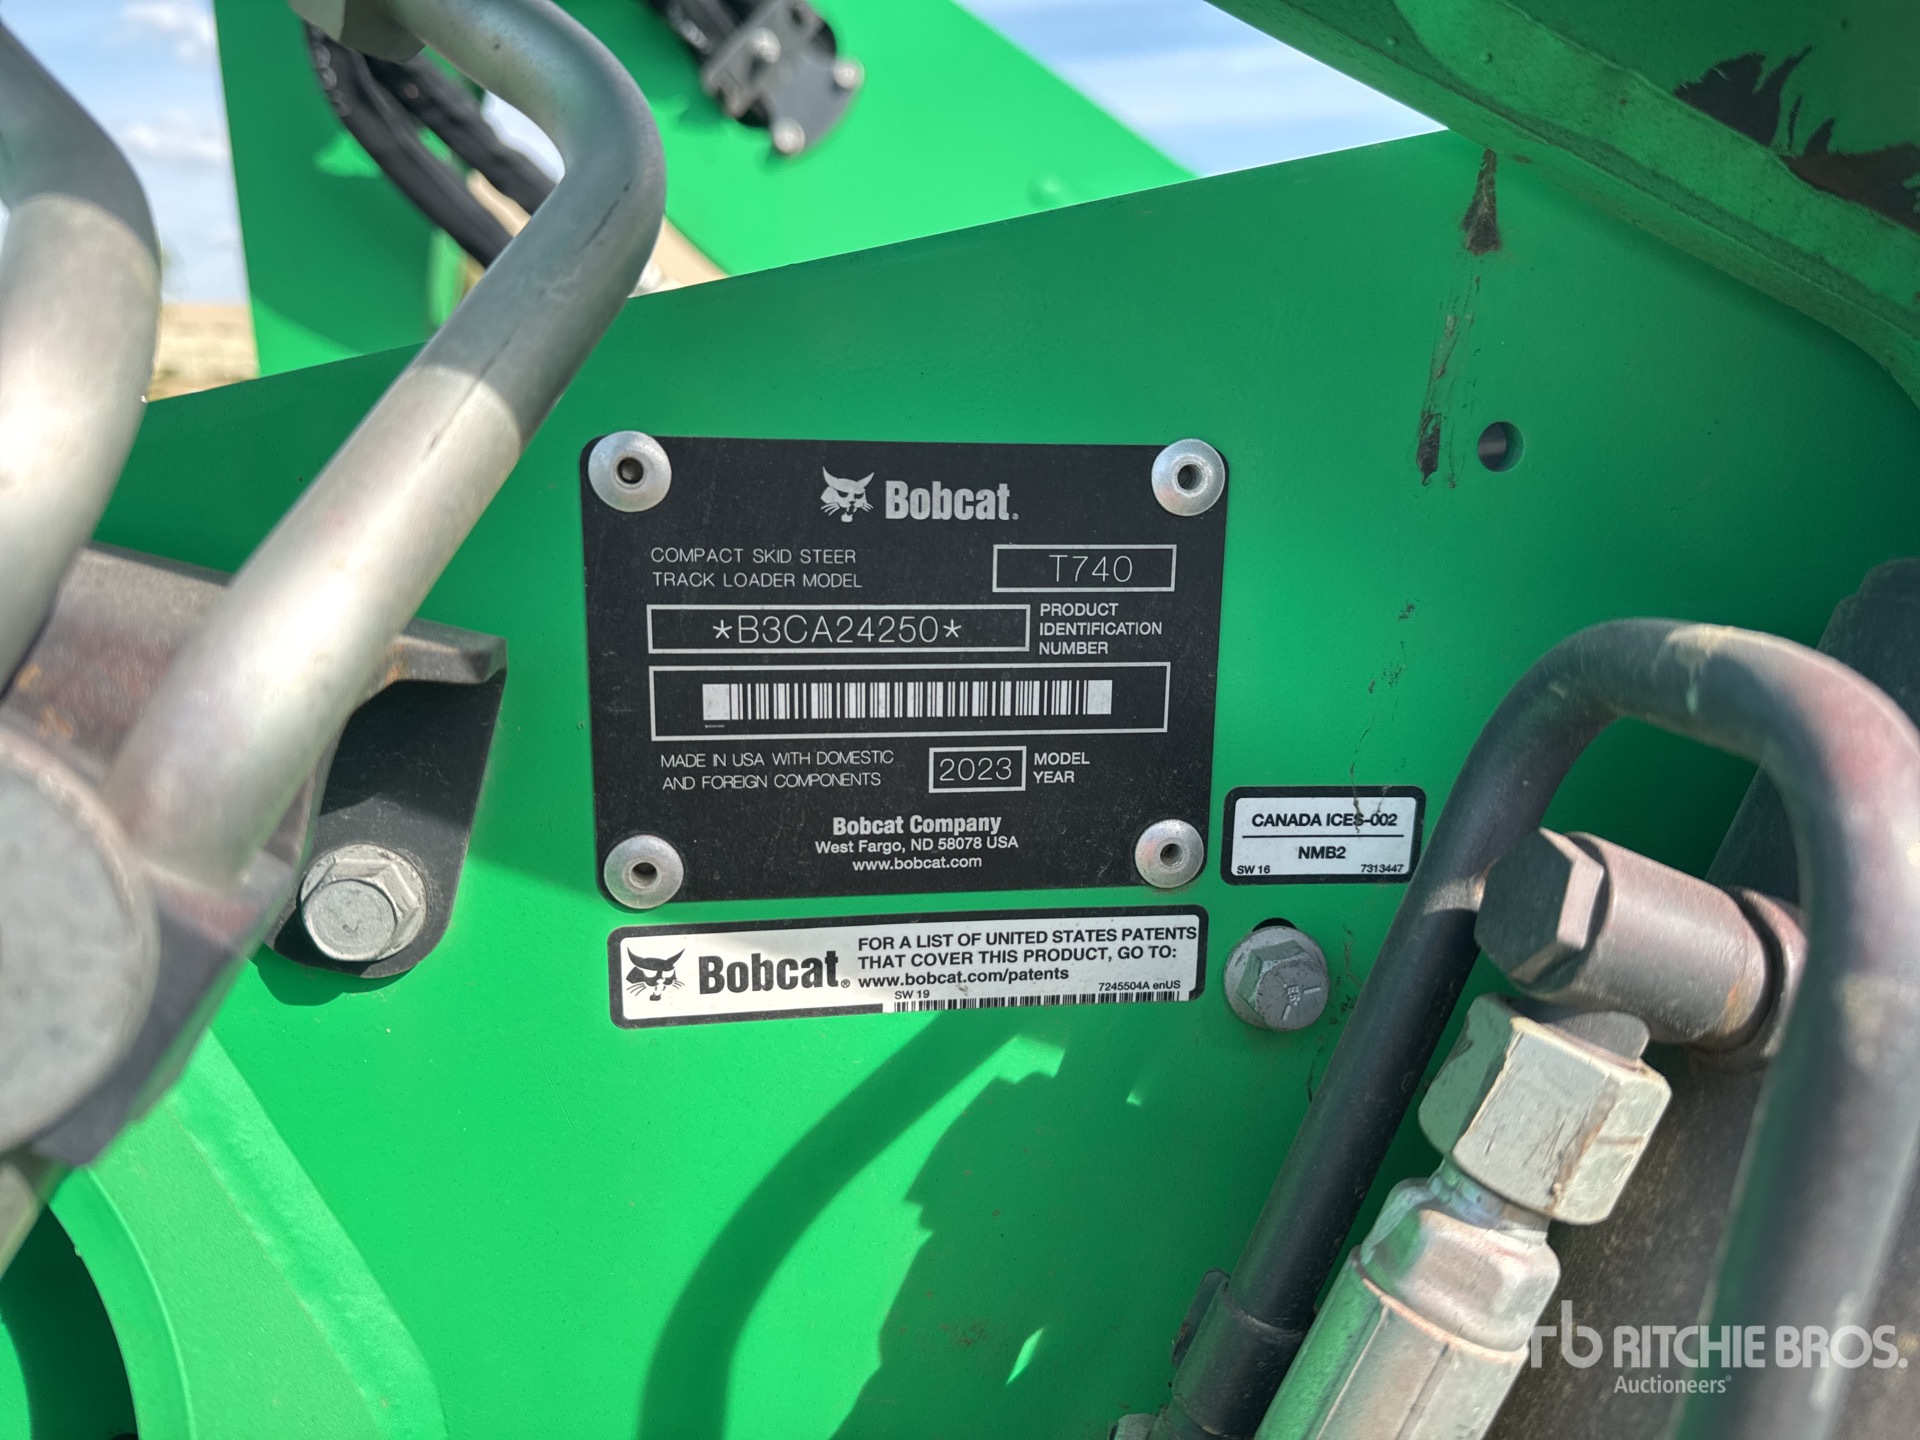 Bobcat.
COMPACT SKID STEER
TRACK LOADER MODEL
T740
*B3CA24250*
PRODUCT
IDENTIFICATION
NUMBER
MADE IN USA WITH DOMESTIC
AND FOREIGN COMPONENTS
2023
MODEL
YEAR
Bobcat Company
West Fargo, ND 58078 USA
www.bobcat.com
CANADA ICES-002
NMB2
SW 16
7313447
Bobcat®
FOR A LIST OF UNITED STATES PATENTS
THAT COVER THIS PRODUCT, GO TO:
www.bobcat.com/patents
SW 19
7245504A enUS
rb RITCHIE BROS.
Auctioneers®